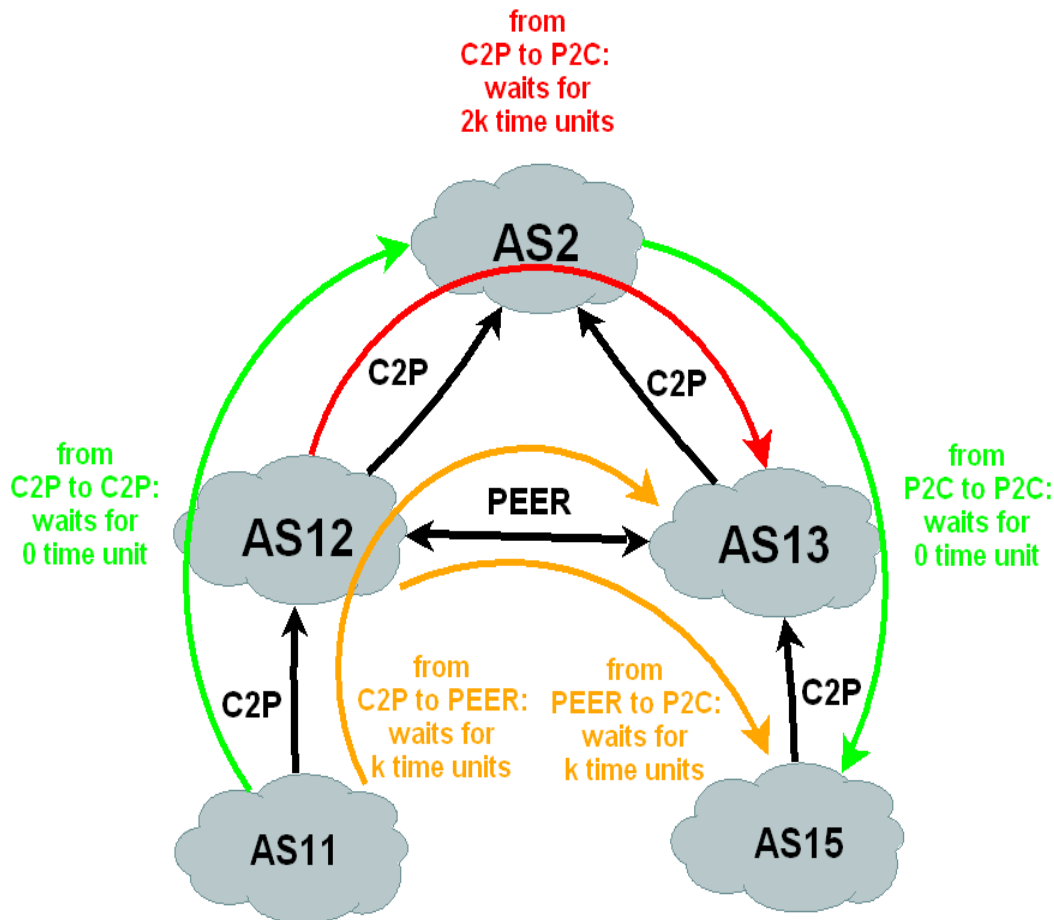 from
C2P to P2C:
waits for
2k time units
AS2
C2P
C2P
from
C2P to C2P:
waits for
0 time unit
from
P2C to P2C:
waits for
0 time unit
PEER
AS12
AS13
from
C2P to PEER:
waits for
k time units
from
PEER to P2C:
waits for
k time units
C2P
C2P
AS11
AS15